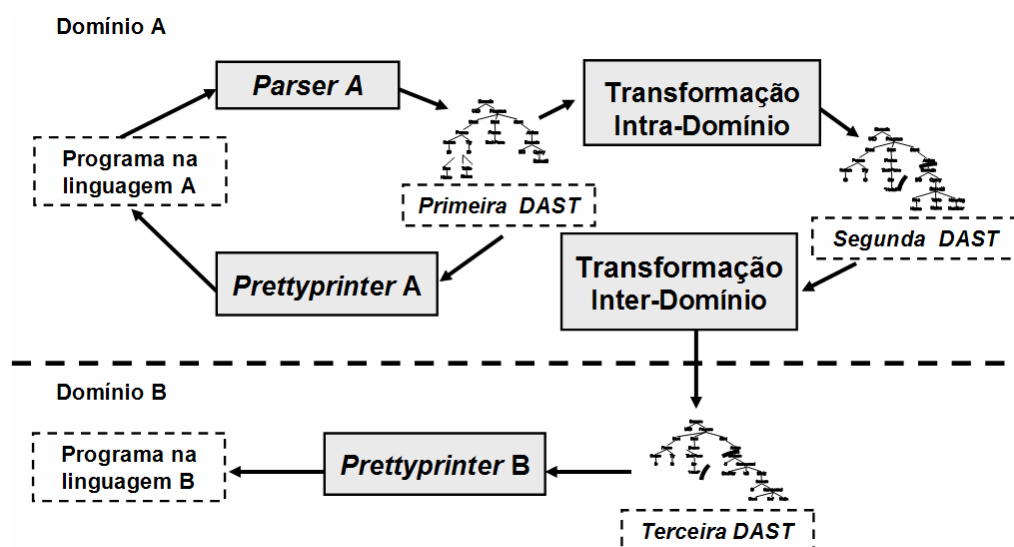 Domínio A
Parser A
Transformação
Intra-Domínio
Programa na
linguagem A
Primeira DAST
Segunda DAST
Prettyprinter A
Transformação
Inter-Domínio
Domínio B
Programa na
linguagem B
Prettyprinter B
Terceira DAST